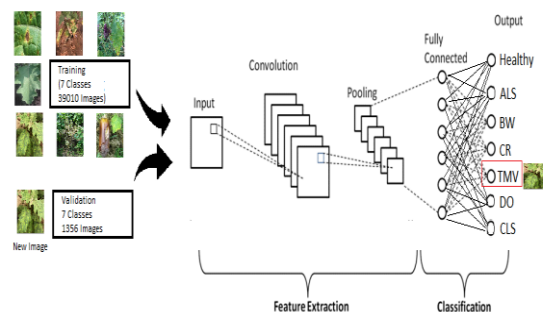 Training
(7 Classes
39010 Images)
Validation
7 Classes
1356 Images
New Image
Input
Convolution
Pooling
Fully
Connected
Output
Healthy
ALS
BW
CR
TMV
DO
CLS
Feature Extraction
Classification